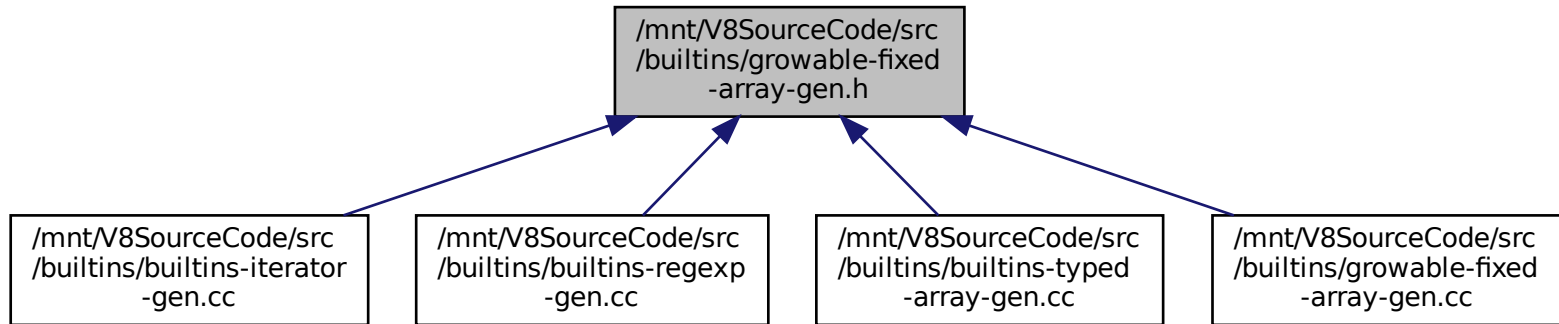 /mnt/V8SourceCode/src
/builtins/growable-fixed
-array-gen.h
/mnt/V8SourceCode/src
/builtins/builtins-iterator
-gen.cc
/mnt/V8SourceCode/src
/builtins/builtins-regexp
-gen.cc
/mnt/V8SourceCode/src
/builtins/builtins-typed
-array-gen.cc
/mnt/V8SourceCode/src
/builtins/growable-fixed
-array-gen.cc